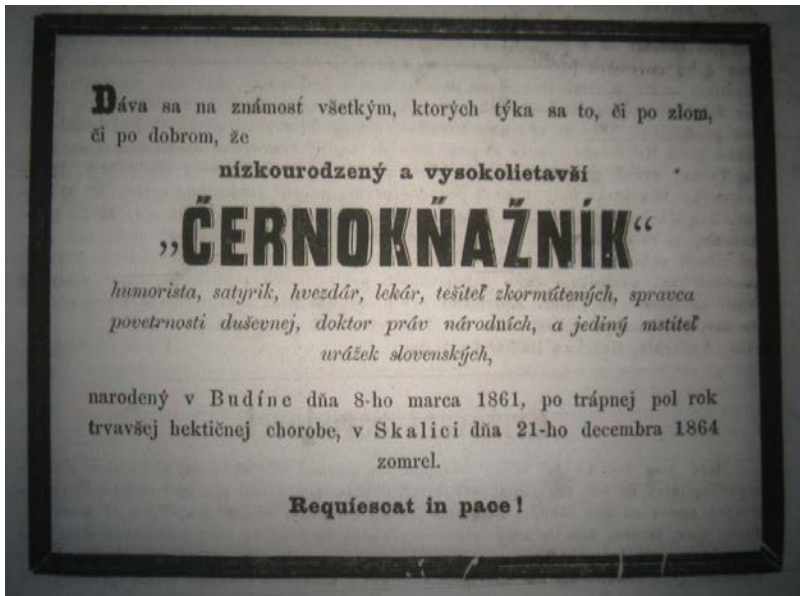 Dáva sa na známosť všetkým, ktorých týka sa to, či po zlom,
či po dobrom, že
nízkourodzený a vysokolietavší
„ČERNOKŇAŽNÍK“
humorista, satyrik, hvezdár, lekár, tešiteľ zkormútených, správca
povetrnosti duševnej, doktor práv národních, a jediný mstiteľ
urážek slovenských,
narodený v Budíne dňa 8-ho marca 1861, po trápnej pol rok
trvavšej hektičnej chorobe, v Skalici dňa 21-ho decembra 1864
zomrel.
Requiescat in pace!